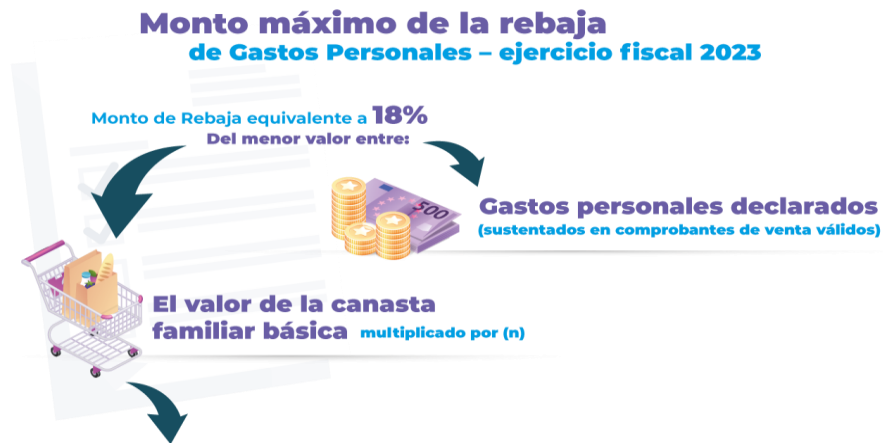 Monto máximo de la rebaja
de Gastos Personales – ejercicio fiscal 2023
Monto de Rebaja equivalente a 18%
Del menor valor entre:
500
Gastos personales declarados
(sustentados en comprobantes de venta válidos)
El valor de la canasta
familiar básica multiplicado por (n)